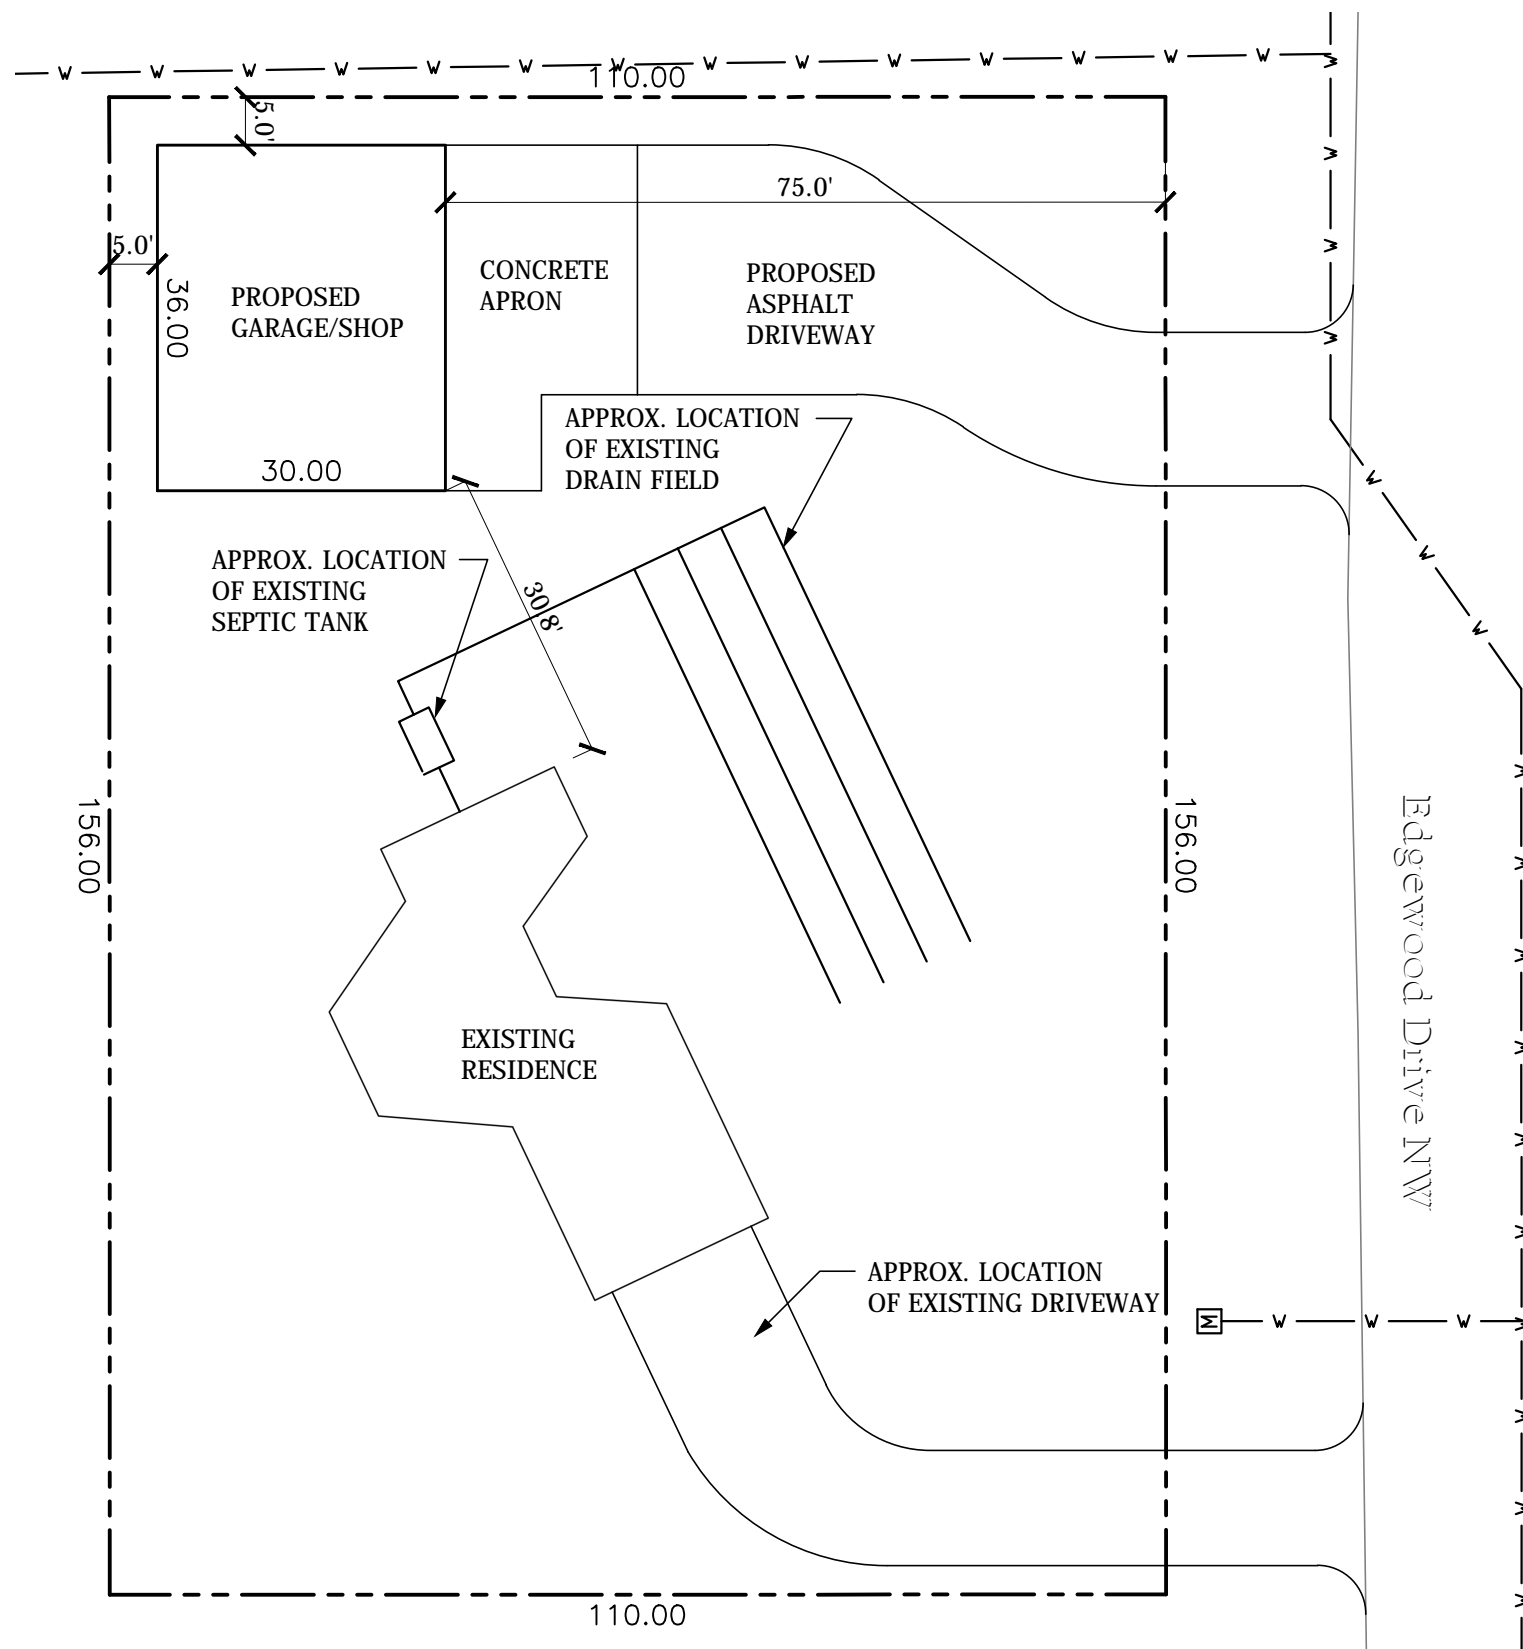 110.00
5.0'
75.0'
5.0'
36.00
PROPOSED
GARAGE/SHOP
CONCRETE
APRON
PROPOSED
ASPHALT
DRIVEWAY
30.00
APPROX. LOCATION
OF EXISTING
DRAIN FIELD
APPROX. LOCATION
OF EXISTING
SEPTIC TANK
30.8'
156.00
156.00
Edgewood Drive NW
EXISTING
RESIDENCE
APPROX. LOCATION
OF EXISTING DRIVEWAY
M
110.00
W W W W W W W W W W W W W W
W W W W
W W W
W W W W W W W W W W
W W W